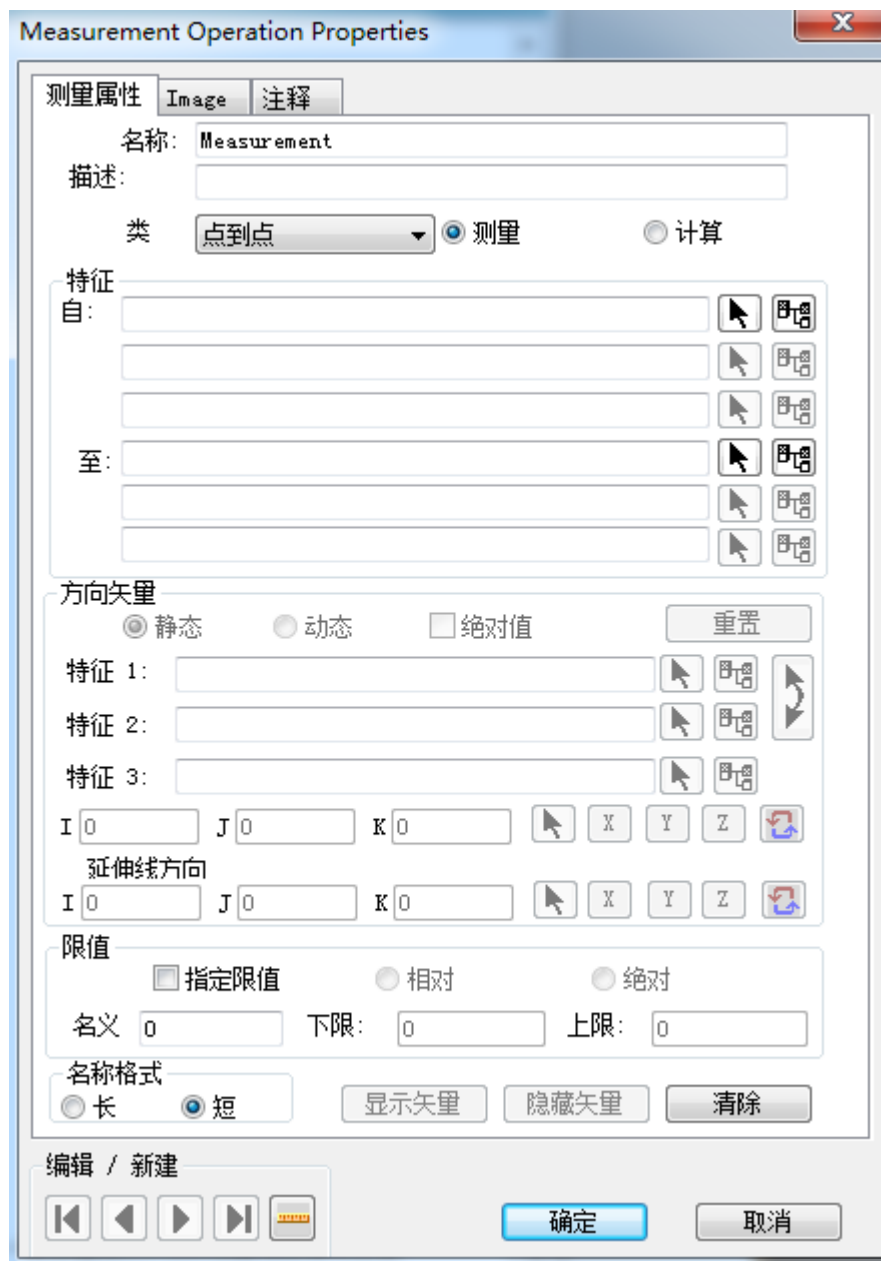 Measurement Operation Properties
测量属性 Image 注释
名称: Measurement
描述:
类 点到点 测量 计算
特征
自:
至:
方向矢量
静态 动态 绝对值 重置
特征 1:
特征 2:
特征 3:
I 0 J 0 K 0 X Y Z
延伸线方向
I 0 J 0 K 0 X Y Z
限值
指定限值 相对 绝对
名义 0 下限: 0 上限: 0
名称格式
长 短 显示矢量 隐藏矢量 清除
编辑 / 新建
确定 取消